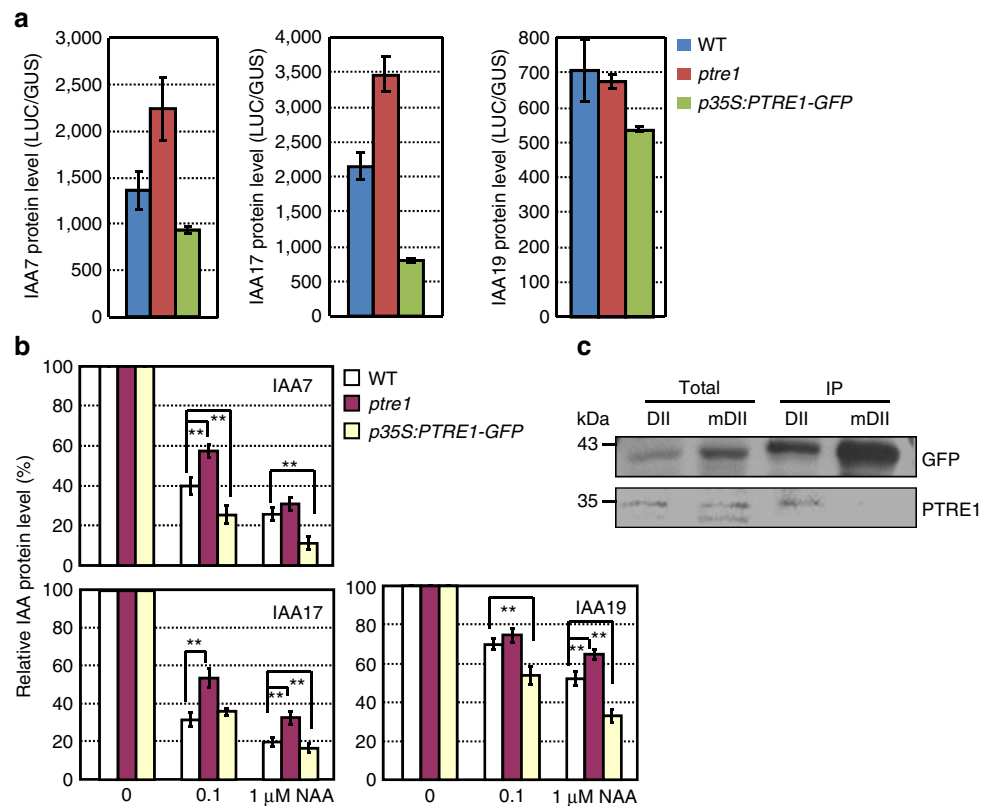 a
IAA7 protein level (LUC/GUS)
3,000
2,500
2,000
1,500
1,000
500
0
IAA17 protein level (LUC/GUS)
4,000
3,500
3,000
2,500
2,000
1,500
1,000
500
0
IAA19 protein level (LUC/GUS)
800
700
600
500
400
300
200
100
0
WT
ptre1
p35S:PTRE1-GFP
b
Relative IAA protein level (%)
100
80
60
40
20
0
IAA7
** ** **
WT
ptre1
p35S:PTRE1-GFP
100
80
60
40
20
0
IAA17
** ** **
0 0.1 1 µM NAA
100
80
60
40
20
0
IAA19
** ** **
0 0.1 1 µM NAA
c
Total IP
kDa DII mDII DII mDII
43 GFP
35 PTRE1